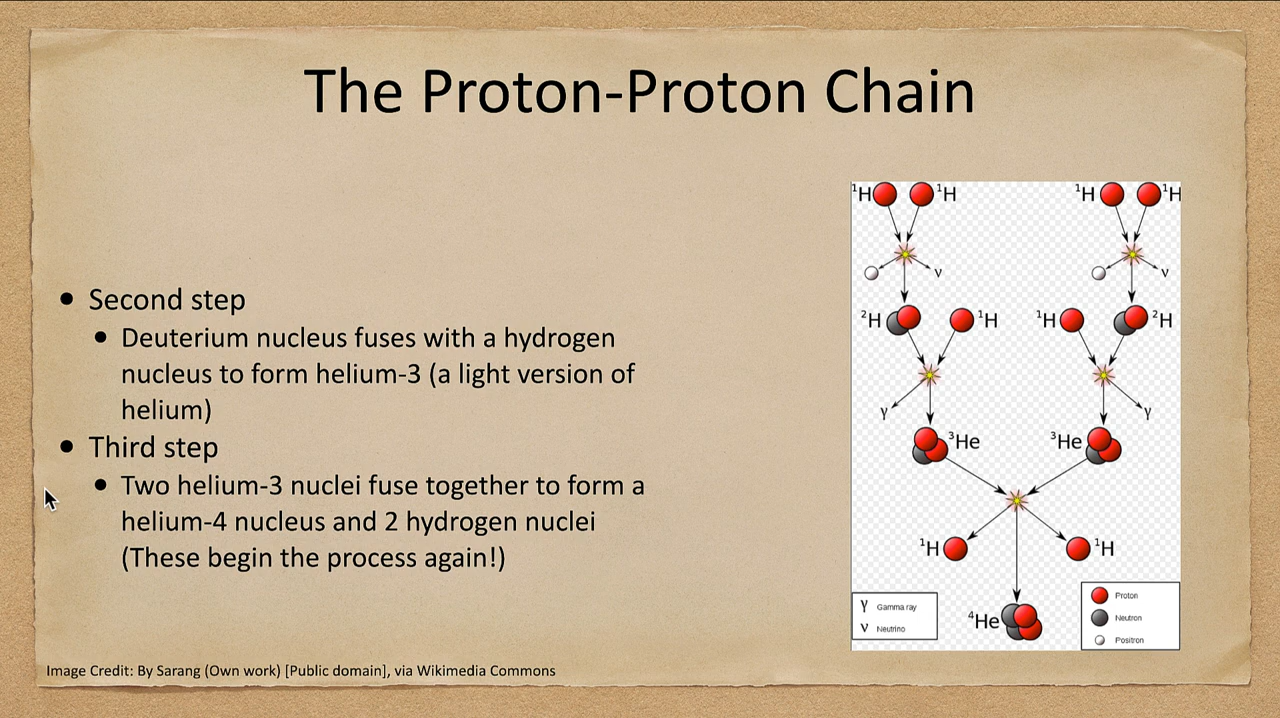 The Proton-Proton Chain
• Second step
• Deuterium nucleus fuses with a hydrogen
nucleus to form helium-3 (a light version of
helium)
• Third step
• Two helium-3 nuclei fuse together to form a
helium-4 nucleus and 2 hydrogen nuclei
(These begin the process again!)
¹H ¹H ¹H ¹H
ν ν
²H ¹H ¹H ²H
γ γ
³He ³He
¹H ¹H
⁴He
γ Gamma ray
ν Neutrino
Proton
Neutron
Positron
Image Credit: By Sarang (Own work) [Public domain], via Wikimedia Commons